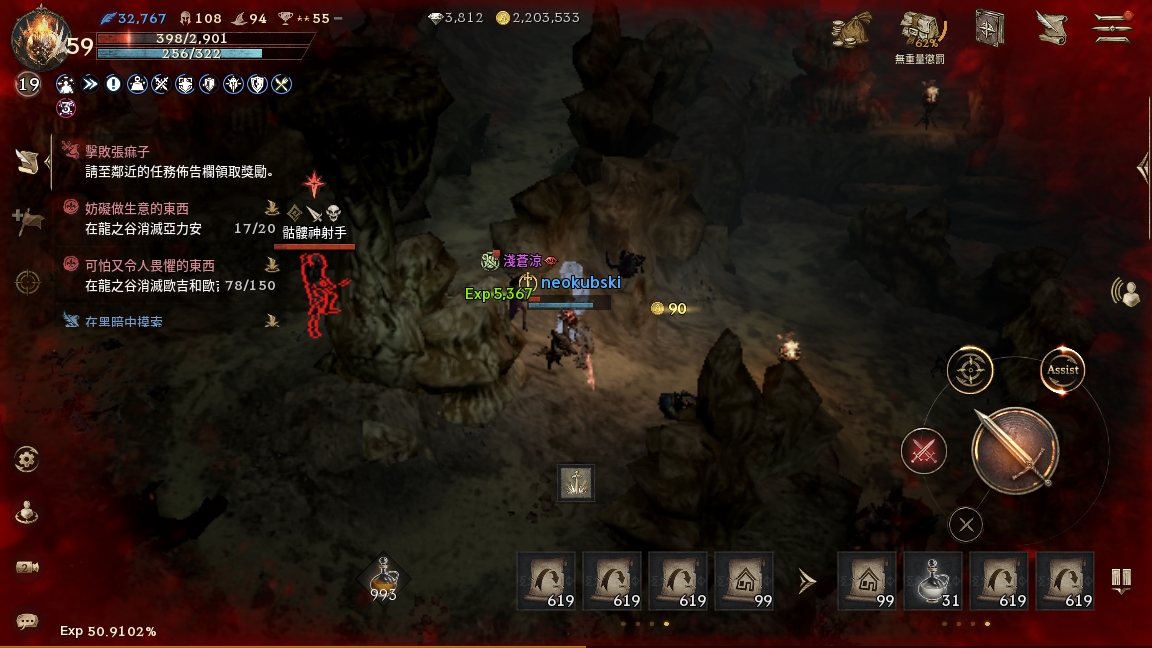 32,767 108 94 55
3,812 2,203,533
59
398/2,901
256/322
62%
無重量懲罰
19
3
擊敗張痲子
請至鄰近的任務佈告欄領取獎勵。
妨礙做生意的東西
在龍之谷消滅亞力安 17/20
骷髏神射手
可怕又令人畏懼的東西
在龍之谷消滅歐吉和歐 78/150
在黑暗中摸索
淺蒼涼
neokubski
Exp 5,367
90
Assist
993
619 619 619 99
99 31 619 619
2
Exp 50.9102%